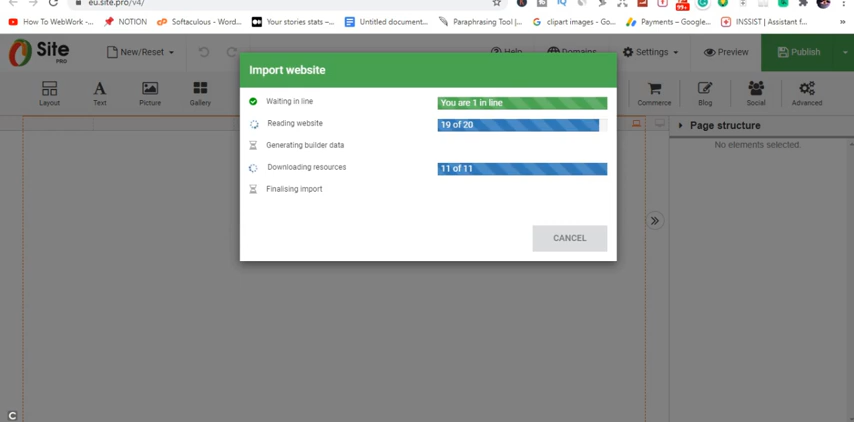 eu.site.pro/v4/
How To WebWork -... NOTION Softaculous - Word... Your stories stats –... Untitled document... Paraphrasing Tool |... clipart images - Go... Payments – Google... INSSIST | Assistant f... »
99+
Site PRO New/Reset Help Domains Settings Preview Publish
Layout Text Picture Gallery Commerce Blog Social Advanced
Import website
Page structure
No elements selected.
Waiting in line You are 1 in line
Reading website 19 of 20
Generating builder data
Downloading resources 11 of 11
Finalising import
CANCEL
C